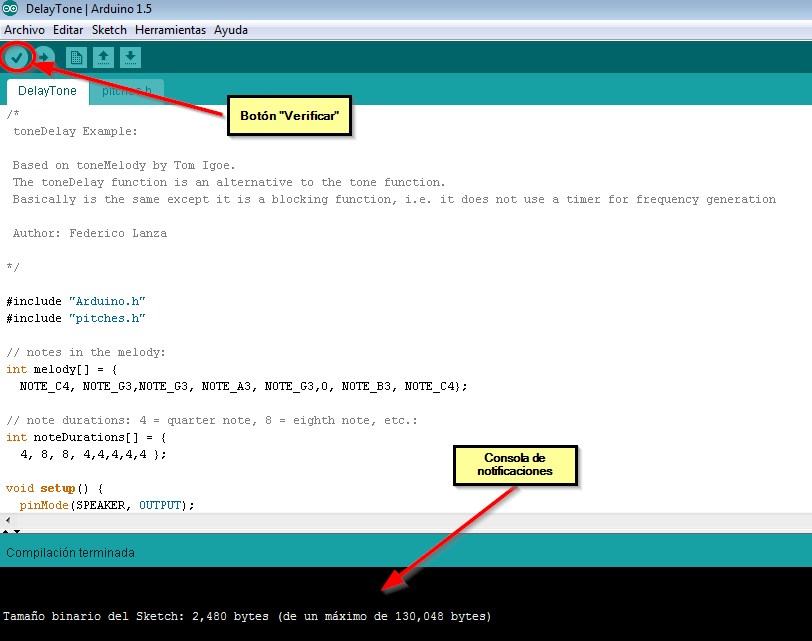 DelayTone | Arduino 1.5
Archivo Editar Sketch Herramientas Ayuda
DelayTone pitches.h
Botón "Verificar"
/*
toneDelay Example:
Based on toneMelody by Tom Igoe.
The toneDelay function is an alternative to the tone function.
Basically is the same except it is a blocking function, i.e. it does not use a timer for frequency generation
Author: Federico Lanza
*/
#include "Arduino.h"
#include "pitches.h"
// notes in the melody:
int melody[] = {
NOTE_C4, NOTE_G3,NOTE_G3, NOTE_A3, NOTE_G3,0, NOTE_B3, NOTE_C4};
// note durations: 4 = quarter note, 8 = eighth note, etc.:
int noteDurations[] = {
4, 8, 8, 4,4,4,4,4 };
void setup() {
pinMode(SPEAKER, OUTPUT);
Consola de
notificaciones
Compilación terminada
Tamaño binario del Sketch: 2,480 bytes (de un máximo de 130,048 bytes)